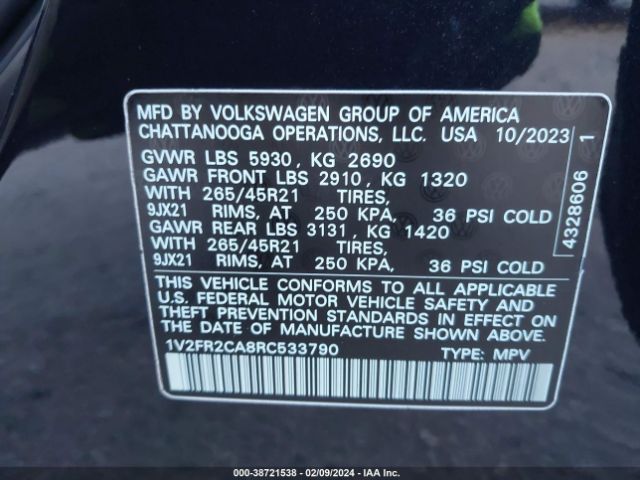 MFD BY VOLKSWAGEN GROUP OF AMERICA
CHATTANOOGA OPERATIONS, LLC. USA 10/2023
GVWR LBS 5930, KG 2690
GAWR FRONT LBS 2910, KG 1320
WITH 265/45R21 TIRES,
9JX21 RIMS, AT 250 KPA, 36 PSI COLD
GAWR REAR LBS 3131, KG 1420
WITH 265/45R21 TIRES,
9JX21 RIMS, AT 250 KPA, 36 PSI COLD
THIS VEHICLE CONFORMS TO ALL APPLICABLE
U.S. FEDERAL MOTOR VEHICLE SAFETY AND
THEFT PREVENTION STANDARDS IN EFFECT ON
THE DATE OF MANUFACTURE SHOWN ABOVE.
1V2FR2CA8RC533790 TYPE: MPV
4328606 1
000-38721538 - 02/09/2024 - IAA Inc.